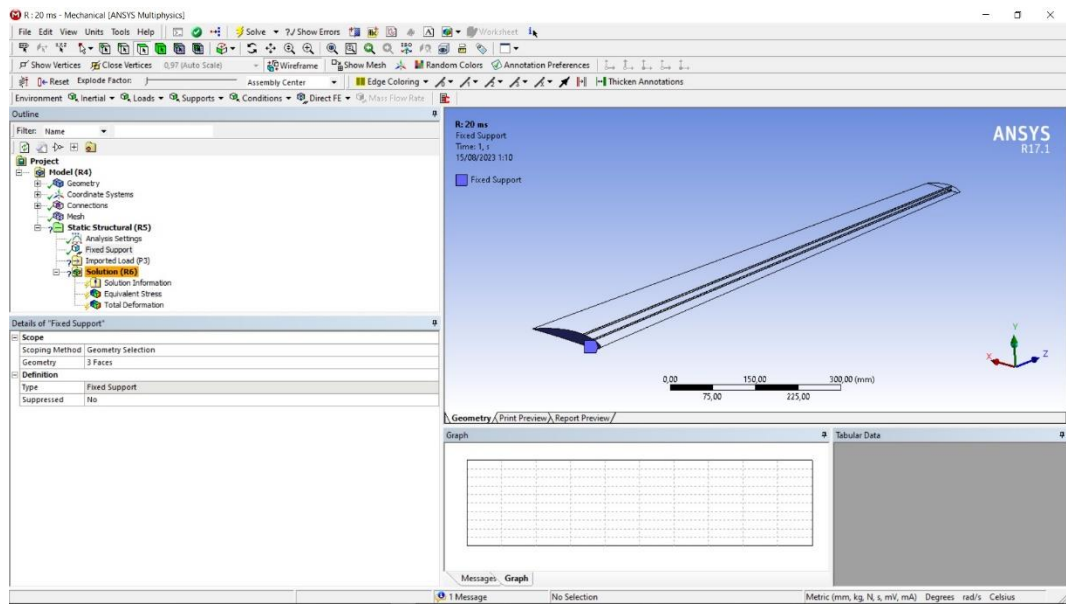 R : 20 ms - Mechanical [ANSYS Multiphysics]
File Edit View Units Tools Help Solve ?/ Show Errors Worksheet
Show Vertices Close Vertices 0,97 (Auto Scale) Wireframe Show Mesh Random Colors Annotation Preferences
Reset Explode Factor: Assembly Center Edge Coloring Thicken Annotations
Environment Inertial Loads Supports Conditions Direct FE Mass Flow Rate
Outline
Filter: Name
Project
Model (R4)
Geometry
Coordinate Systems
Connections
Mesh
Static Structural (R5)
Analysis Settings
Fixed Support
Imported Load (P3)
Solution (R6)
Solution Information
Equivalent Stress
Total Deformation
Details of "Fixed Support"
Scope
Scoping Method Geometry Selection
Geometry 3 Faces
Definition
Type Fixed Support
Suppressed No
R: 20 ms
Fixed Support
Time: 1, s
15/08/2023 1:10
Fixed Support
ANSYS
R17.1
Y
X Z
0,00 150,00 300,00 (mm)
75,00 225,00
Geometry Print Preview Report Preview
Graph
Tabular Data
Messages Graph
1 Message No Selection Metric (mm, kg, N, s, mV, mA) Degrees rad/s Celsius